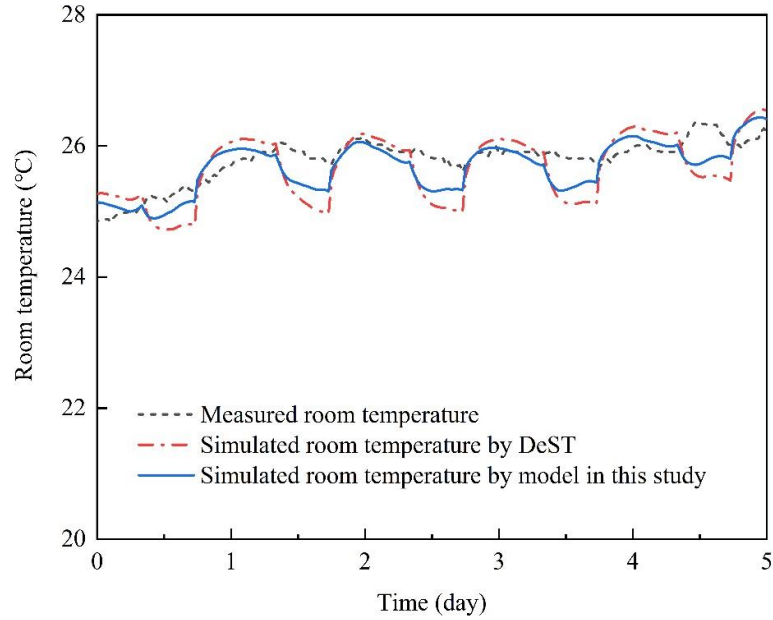 28
26
24
22
20
Room temperature (℃)
Measured room temperature
Simulated room temperature by DeST
Simulated room temperature by model in this study
0 1 2 3 4 5
Time (day)